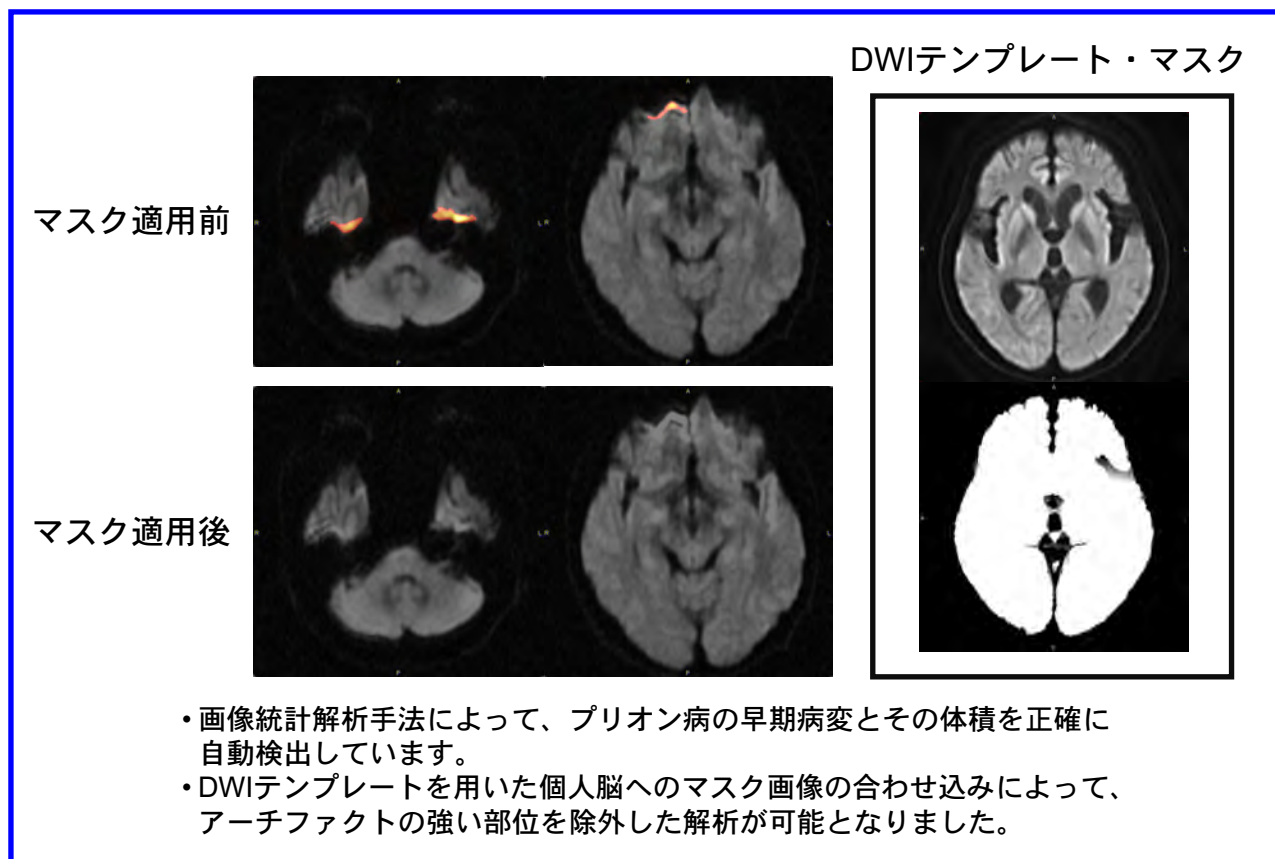 DWIテンプレート・マスク
マスク適用前
マスク適用後
・画像統計解析手法によって、プリオン病の早期病変とその体積を正確に
自動検出しています。
・DWIテンプレートを用いた個人脳へのマスク画像の合わせ込みによって、
アーチファクトの強い部位を除外した解析が可能となりました。